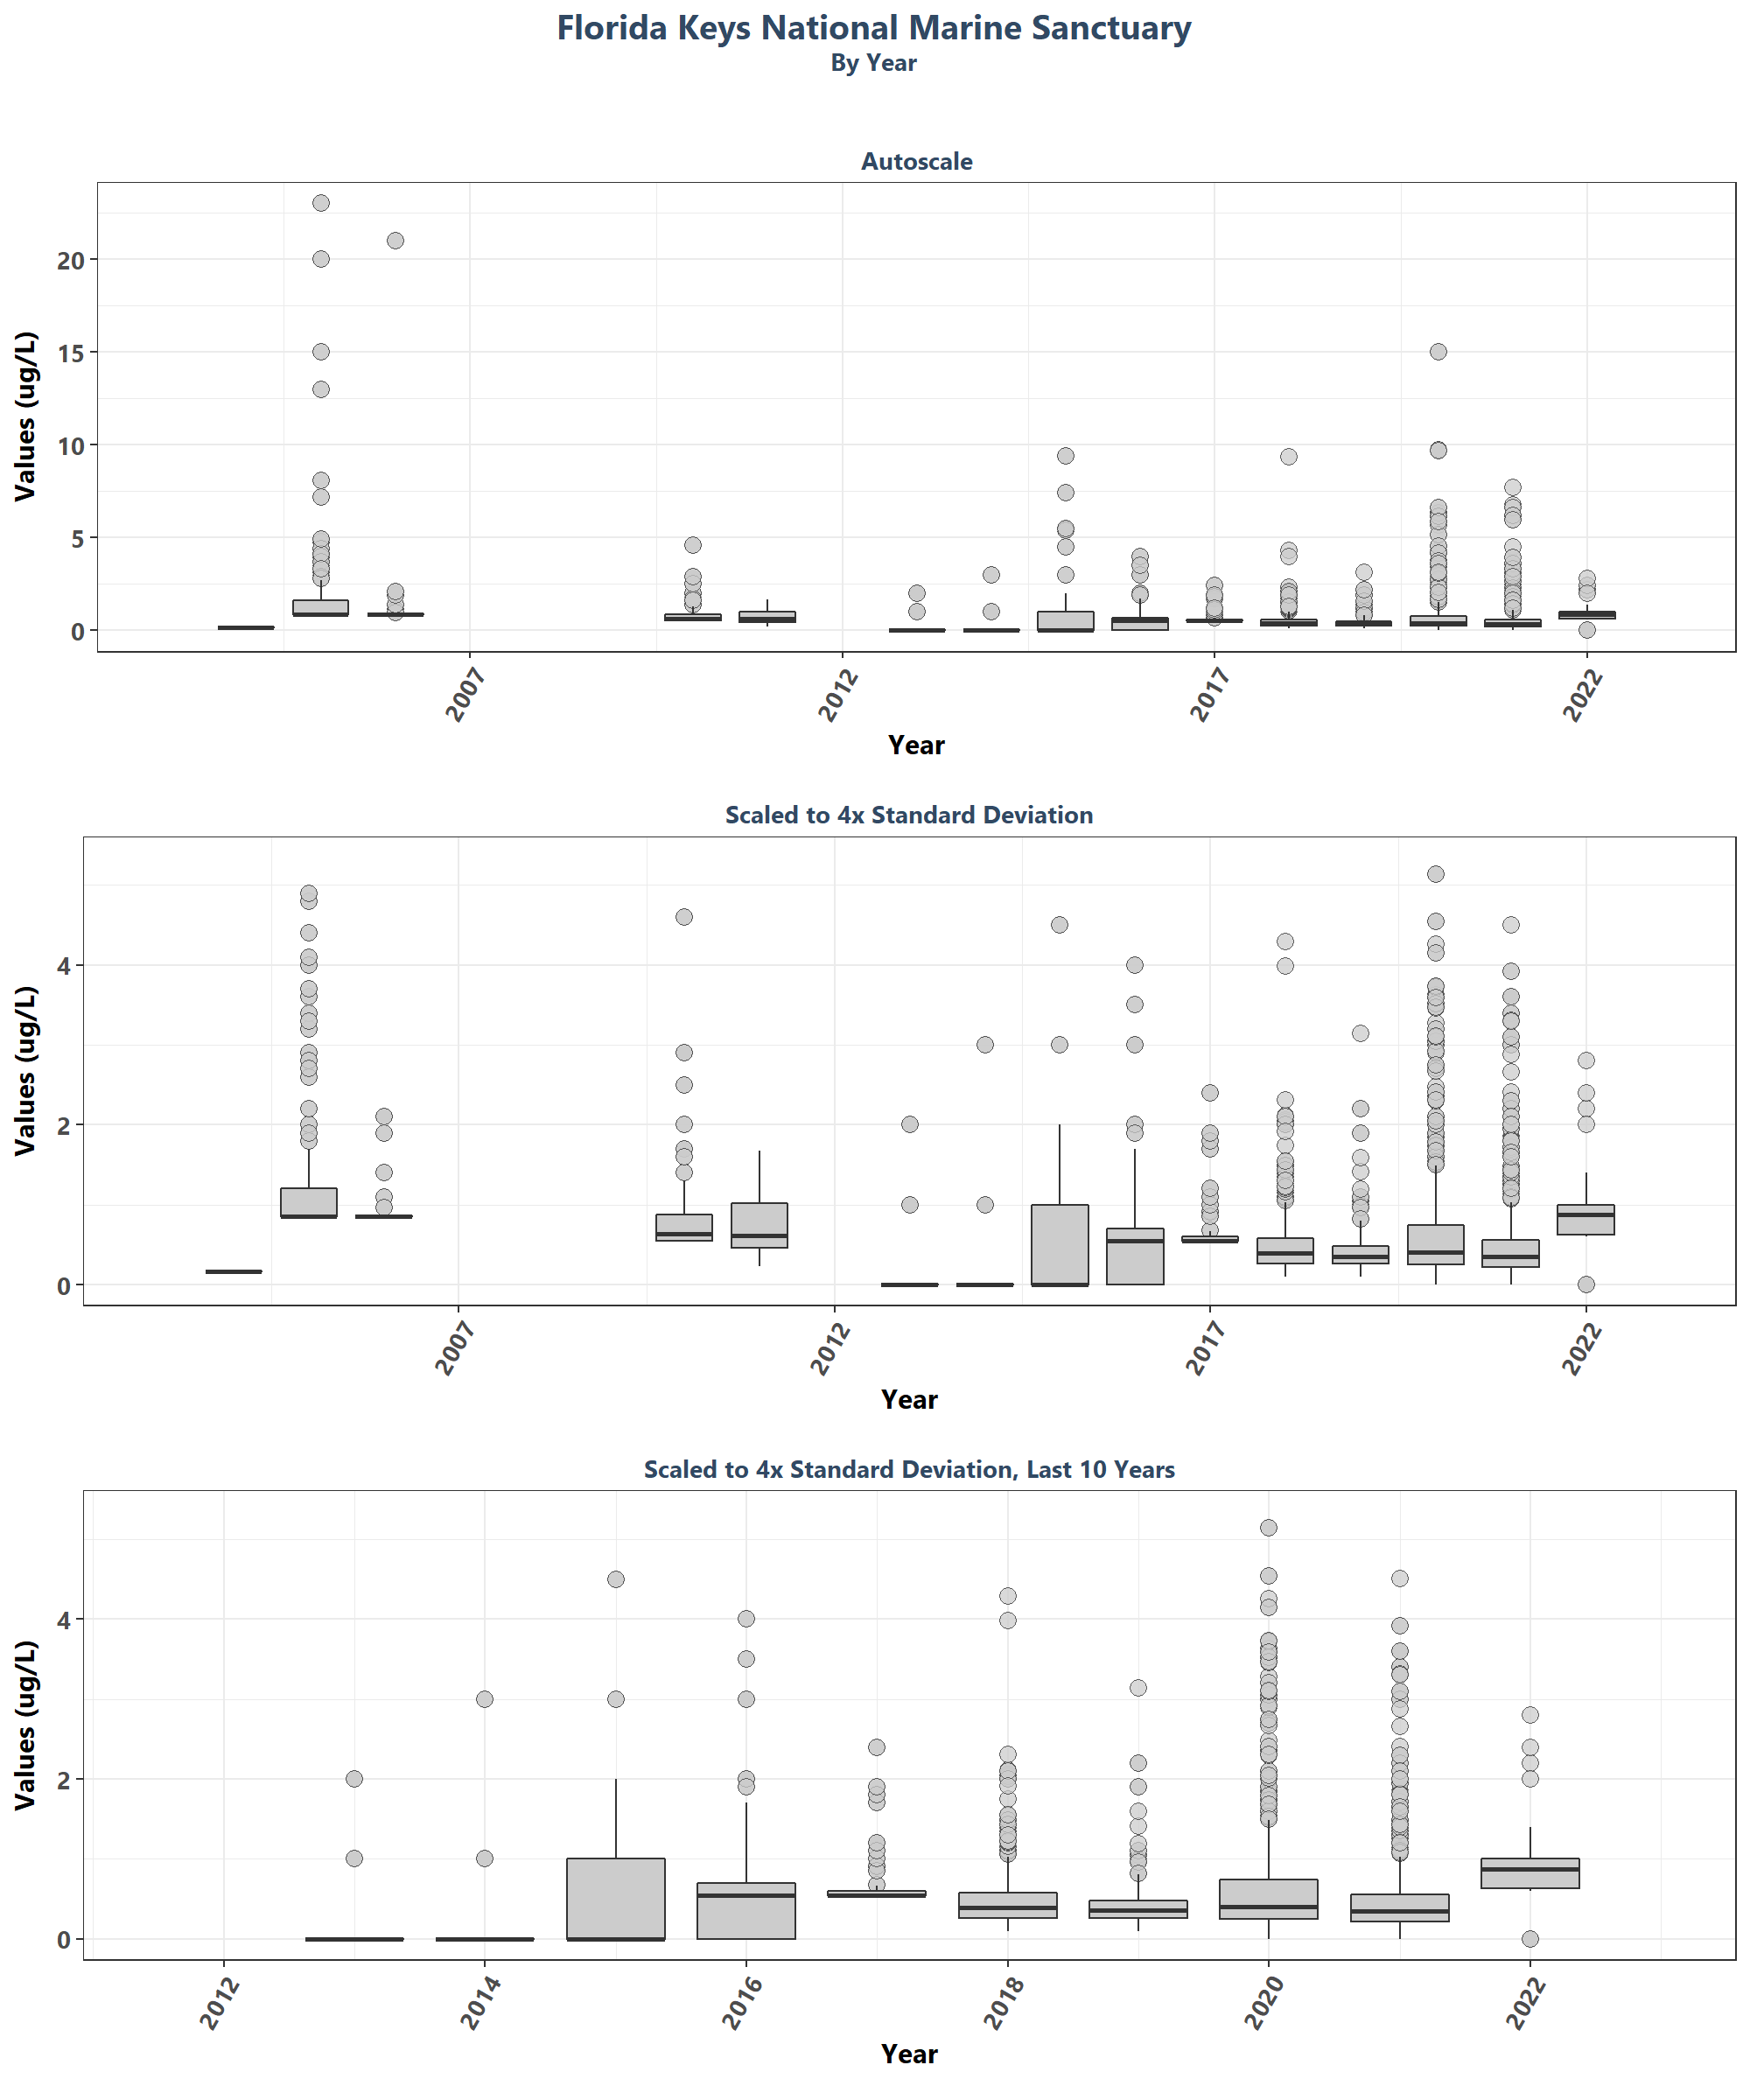 Florida Keys National Marine Sanctuary
By Year
Autoscale
Values (ug/L)
20
15
10
5
0
2007
2012
2017
2022
Year
Scaled to 4x Standard Deviation
Values (ug/L)
4
2
0
2007
2012
2017
2022
Year
Scaled to 4x Standard Deviation, Last 10 Years
Values (ug/L)
4
2
0
2012
2014
2016
2018
2020
2022
Year